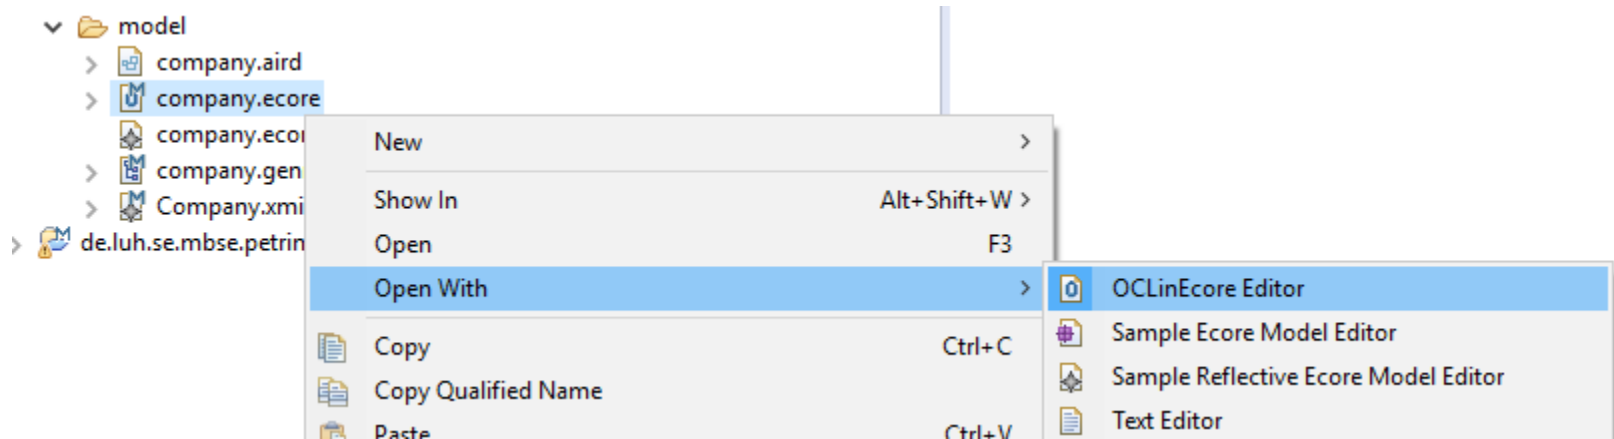 model
company.aird
company.ecore
company.eco
company.gen
Company.xmi
de.luh.se.mbse.petrin
New
Show In Alt+Shift+W
Open F3
Open With
Copy Ctrl+C
Copy Qualified Name
Paste Ctrl+V
OCLinEcore Editor
Sample Ecore Model Editor
Sample Reflective Ecore Model Editor
Text Editor